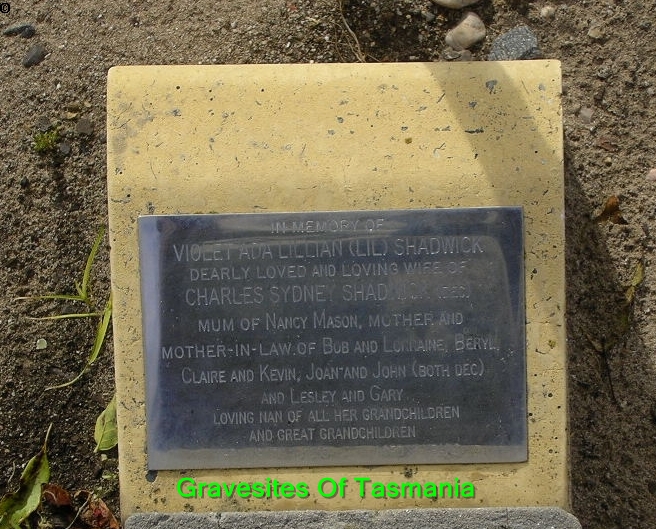 IN MEMORY OF
VIOLET ADA LILLIAN (LIL) SHADWICK
DEARLY LOVED AND LOVING WIFE OF
CHARLES SYDNEY SHADWICK (DEC)
MUM OF NANCY MASON, MOTHER AND
MOTHER-IN-LAW OF BOB AND LORRAINE, BERYL,
CLAIRE AND KEVIN, JOAN AND JOHN (BOTH DEC)
AND LESLEY AND GARY
LOVING NAN OF ALL HER GRANDCHILDREN
AND GREAT GRANDCHILDREN
Gravesites Of Tasmania